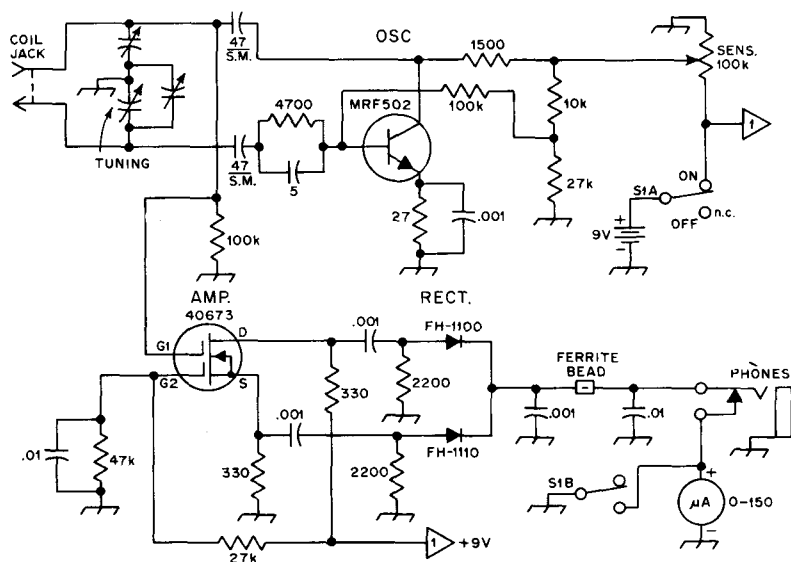 COIL
JACK
TUNING
47
S.M.
4700
5
47
S.M.
OSC
MRF502
1500
100k
10k
27k
27
.001
SENS.
100k
1
ON
S1A
OFF
n.c.
+
9V
-
100k
AMP.
40673
G1
G2
D
S
RECT.
.001
FH-1100
330
2200
.001
FH-1110
330
2200
.01
47k
27k
1
+9V
FERRITE
BEAD
.001
.01
PHONES
S1B
+
μA
0-150
-